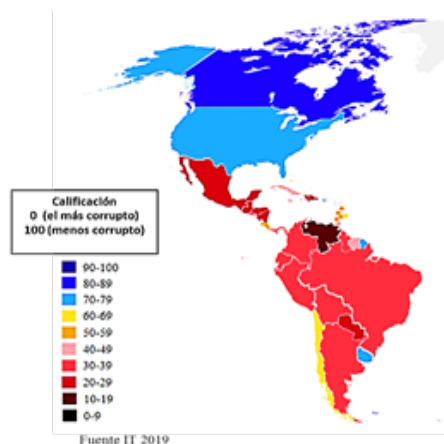 Calificación
0 (el más corrupto)
100 (menos corrupto)
90-100
80-89
70-79
60-69
50-59
40-49
30-39
20-29
10-19
0-9
Fuente IT 2019